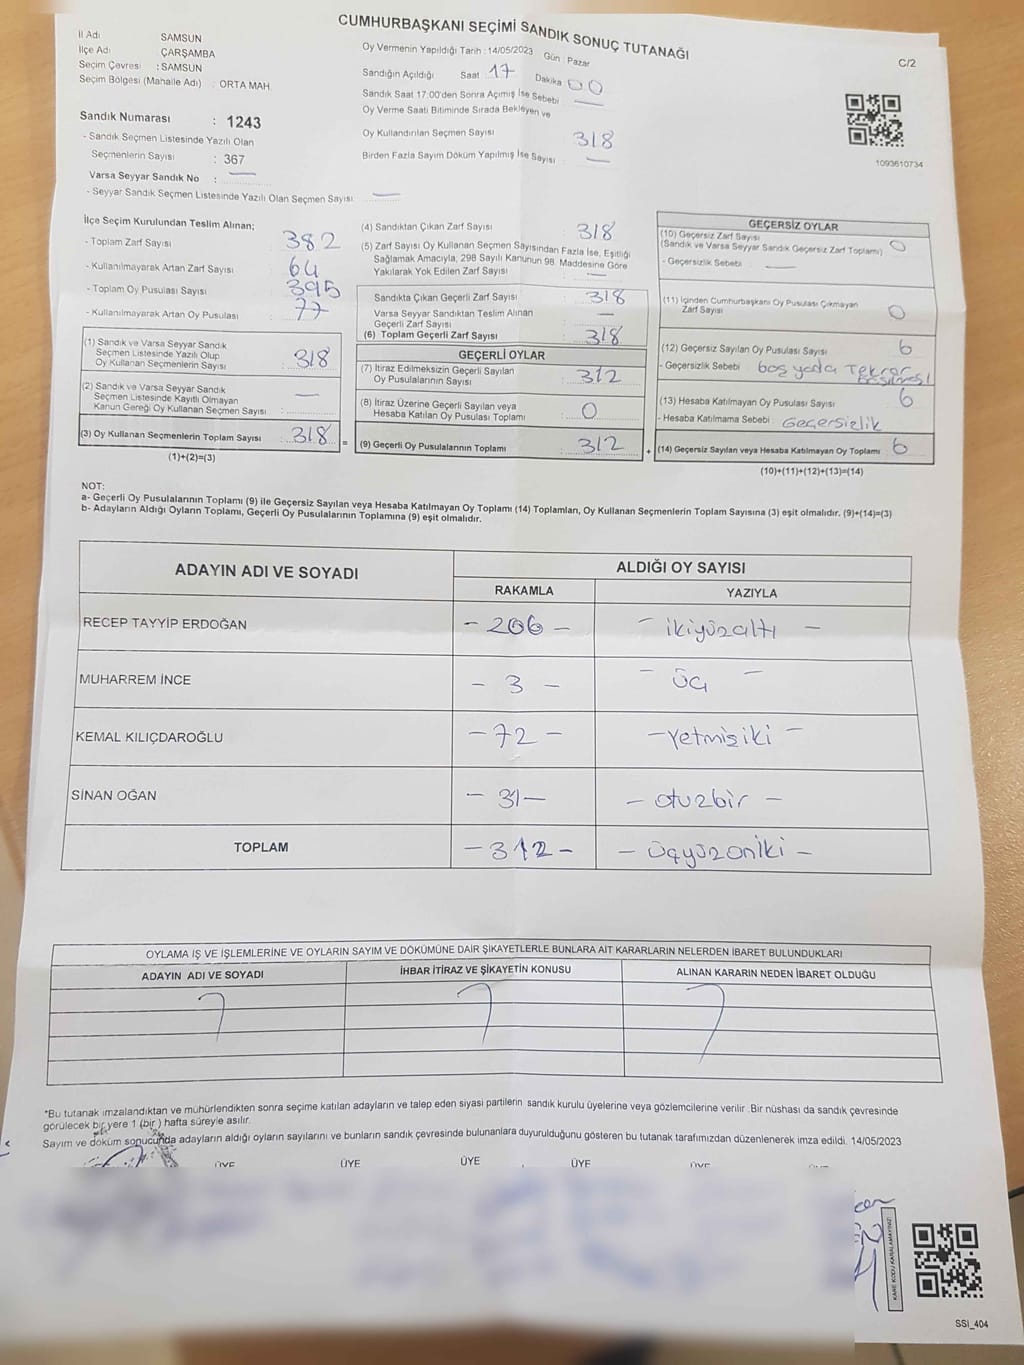 CUMHURBAŞKANI SEÇİMİ SANDIK SONUÇ TUTANAĞI
C/2
İl Adı SAMSUN
İlçe Adı ÇARŞAMBA
Seçim Çevresi : SAMSUN
Seçim Bölgesi (Mahalle Adı) : ORTA MAH
Sandık Numarası : 1243
- Sandık Seçmen Listesinde Yazılı Olan
Seçmenlerin Sayısı : 367
Varsa Seyyar Sandık No : —
- Seyyar Sandık Seçmen Listesinde Yazılı Olan Seçmen Sayısı: —
Oy Vermenin Yapıldığı Tarih : 14/05/2023 Gün : Pazar
Sandığın Açıldığı Saat : 17 Dakika : 00
Sandık Saat 17:00'den Sonra Açımış İse Sebebi —
Oy Verme Saati Bitiminde Sırada Bekleyen ve
Oy Kullandırılan Seçmen Sayısı 318
Birden Fazla Sayım Döküm Yapılmış İse Sayısı : —
1093610734
İlçe Seçim Kurulundan Teslim Alınan;
- Toplam Zarf Sayısı : 382
- Kullanılmayarak Artan Zarf Sayısı : 64
- Toplam Oy Pusulası Sayısı : 395
- Kullanılmayarak Artan Oy Pusulası : 77
(1) Sandık ve Varsa Seyyar Sandık
Seçmen Listesinde Yazılı Olup
Oy Kullanan Seçmenlerin Sayısı : 318
(2) Sandık ve Varsa Seyyar Sandık
Seçmen Listesinde Kayıtlı Olmayan
Kanun Gereği Oy Kullanan Seçmen Sayısı : —
(3) Oy Kullanan Seçmenlerin Toplam Sayısı : 318 =
(1)+(2)=(3)
(4) Sandıktan Çıkan Zarf Sayısı : 318
(5) Zarf Sayısı Oy Kullanan Seçmen Sayısından Fazla İse, Eşitliği
Sağlamak Amacıyla, 298 Sayılı Kanunun 98. Maddesine Göre
Yakılarak Yok Edilen Zarf Sayısı : —
Sandıkta Çıkan Geçerli Zarf Sayısı : 318
Varsa Seyyar Sandıktan Teslim Alınan
Geçerli Zarf Sayısı : —
(6) Toplam Geçerli Zarf Sayısı : 318
GEÇERLİ OYLAR
(7) İtiraz Edilmeksizin Geçerli Sayılan
Oy Pusulalarının Sayısı : 312
(8) İtiraz Üzerine Geçerli Sayılan veya
Hesaba Katılan Oy Pusulası Toplamı : 0
(9) Geçerli Oy Pusulalarının Toplamı : 312 +
GEÇERSİZ OYLAR
(10) Geçersiz Zarf Sayısı
(Sandık ve Varsa Seyyar Sandık Geçersiz Zarf Toplamı) : 0
- Geçersizlik Sebebi : —
(11) İçinden Cumhurbaşkanı Oy Pusulası Çıkmayan
Zarf Sayısı 0
(12) Geçersiz Sayılan Oy Pusulası Sayısı 6
- Geçersizlik Sebebi : boş yada Tekrar
(13) Hesaba Katılmayan Oy Pusulası Sayısı 6
- Hesaba Katılmama Sebebi : Geçersizlik
(14) Geçersiz Sayılan veya Hesaba Katılmayan Oy Toplamı : 6
(10)+(11)+(12)+(13)=(14)
NOT:
a- Geçerli Oy Pusulalarının Toplamı (9) ile Geçersiz Sayılan veya Hesaba Katılmayan Oy Toplamı (14) Toplamları, Oy Kullanan Seçmenlerin Toplam Sayısına (3) eşit olmalıdır. (9)+(14)=(3)
b- Adayların Aldığı Oyların Toplamı, Geçerli Oy Pusulalarının Toplamına (9) eşit olmalıdır.
ADAYIN ADI VE SOYADI ALDIĞI OY SAYISI
RAKAMLA YAZIYLA
RECEP TAYYİP ERDOĞAN - 206 - - ikiyüzaltı -
MUHARREM İNCE - 3 - - üç -
KEMAL KILIÇDAROĞLU - 72 - - Yetmişiki -
SİNAN OĞAN - 31 - - otuzbir -
TOPLAM - 312 - - üçyüzoniki -
OYLAMA İŞ VE İŞLEMLERİNE VE OYLARIN SAYIM VE DÖKÜMÜNE DAİR ŞİKAYETLERLE BUNLARA AİT KARARLARIN NELERDEN İBARET BULUNDUKLARI
ADAYIN ADI VE SOYADI İHBAR İTİRAZ VE ŞİKAYETİN KONUSU ALINAN KARARIN NEDEN İBARET OLDUĞU
*Bu tutanak imzalandıktan ve mühürlendikten sonra seçime katılan adayların ve talep eden siyasi partilerin sandık kurulu üyelerine veya gözlemcilerine verilir .Bir nüshası da sandık çevresinde
görülecek bir yere 1 (bir ) hafta süreyle asılır.
Sayım ve döküm sonucunda adayların aldığı oyların sayılarını ve bunların sandık çevresinde bulunanlara duyurulduğunu gösteren bu tutanak tarafımızdan düzenlenerek imza edildi. 14/05/2023
ÜYE ÜYE ÜYE ÜYE ÜYE
KARE KODU KARALAMAYINIZ!
SSİ_404